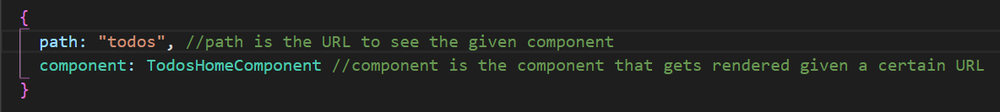 {
path: "todos", //path is the URL to see the given component
component: TodosHomeComponent //component is the component that gets rendered given a certain URL
}